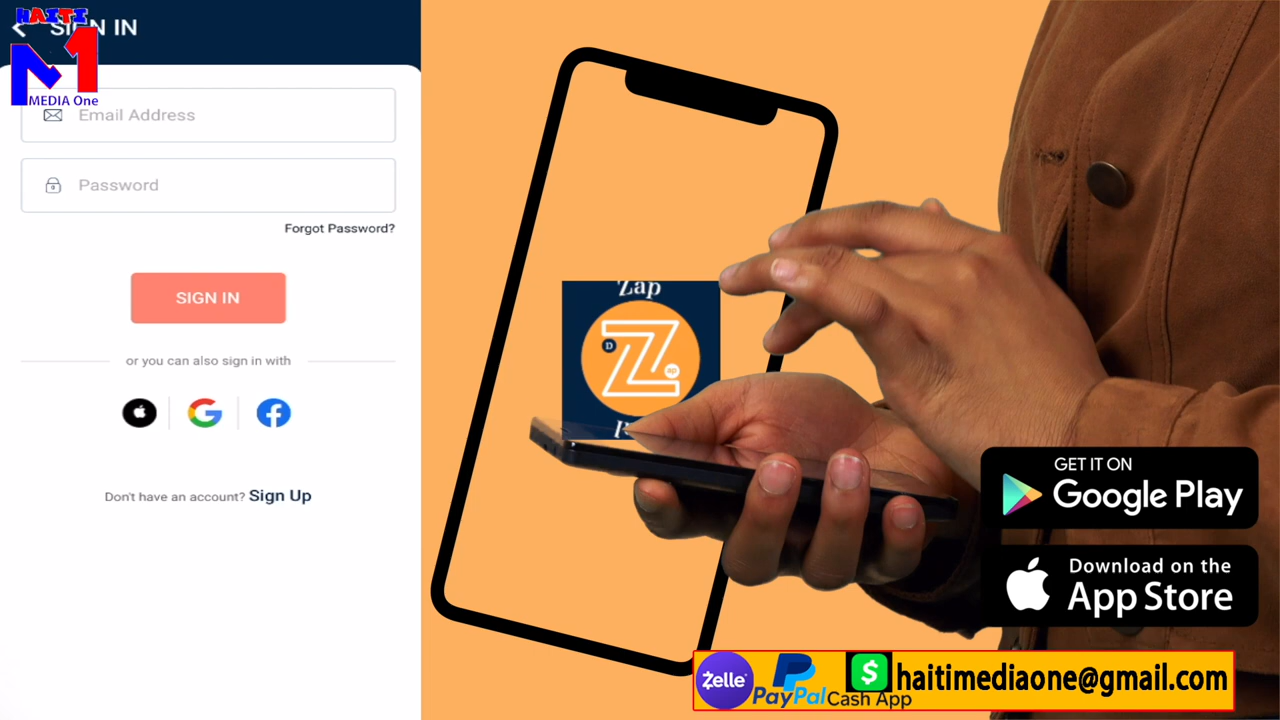 HAITI
M1
MEDIA One
SIGN IN
Email Address
Password
Forgot Password?
SIGN IN
or you can also sign in with
Don't have an account? Sign Up
Zap
D
Z
zap
GET IT ON
Google Play
Download on the
App Store
Zelle
PayPal
$
Cash App
haitimediaone@gmail.com